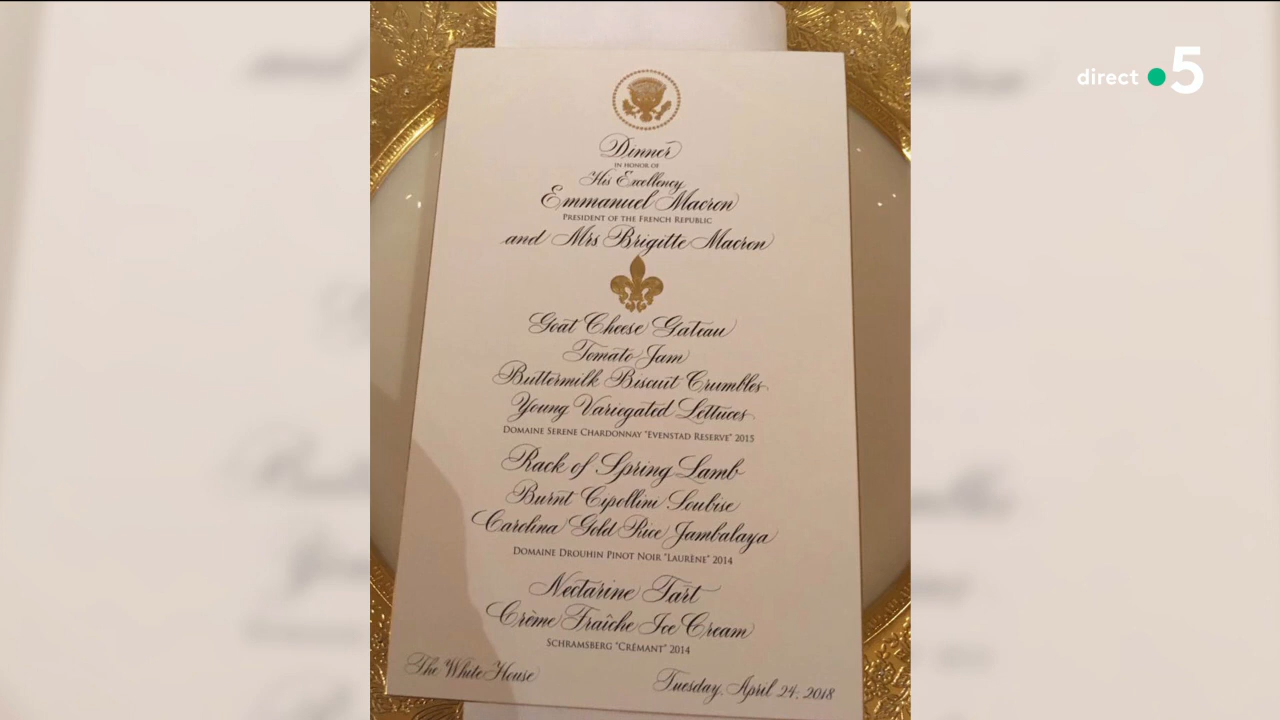 direct 5
Dinner
IN HONOR OF
His Excellency
Emmanuel Macron
PRESIDENT OF THE FRENCH REPUBLIC
and Mrs Brigitte Macron
Goat Cheese Gateau
Tomato Jam
Buttermilk Biscuit Crumbles
Young Variegated Lettuces
DOMAINE SERENE CHARDONNAY "EVENSTAD RESERVE" 2015
Rack of Spring Lamb
Burnt Cipollini Soubise
Carolina Gold Rice Jambalaya
DOMAINE DROUHIN PINOT NOIR "LAURÈNE" 2014
Nectarine Tart
Crème Fraîche Ice Cream
SCHRAMSBERG "CRÉMANT" 2014
The White House
Tuesday, April 24, 2018